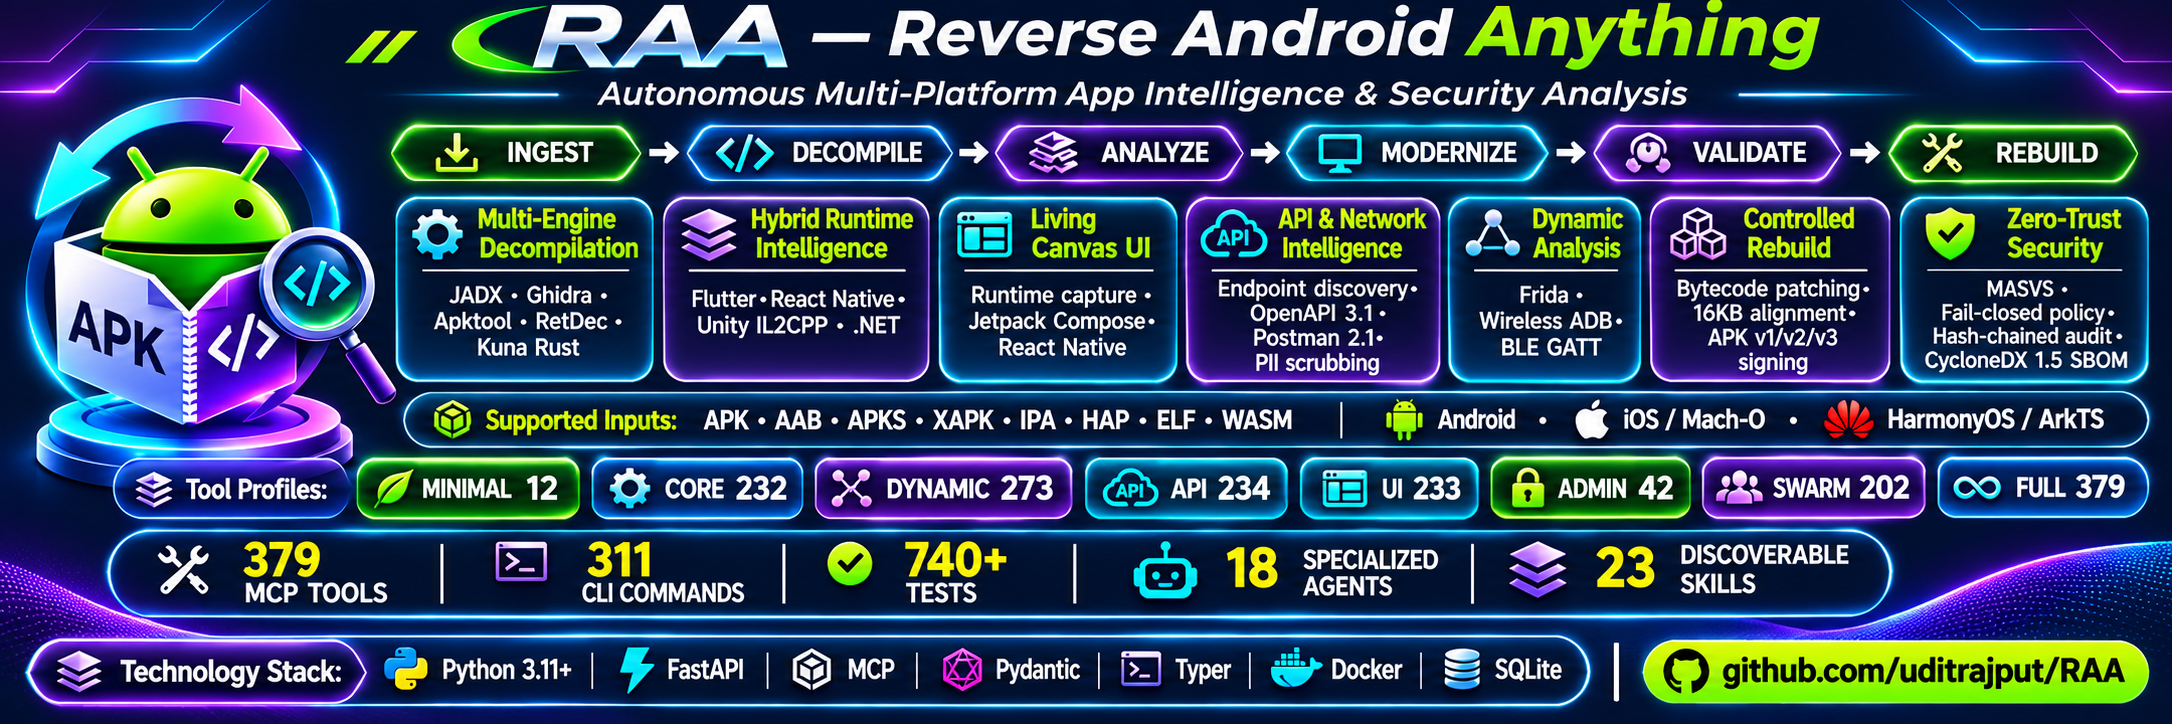 RAA — Reverse Android Anything
Autonomous Multi-Platform App Intelligence & Security Analysis
INGEST
DECOMPILE
ANALYZE
MODERNIZE
VALIDATE
REBUILD
APK
</>
</>
Multi-Engine
Decompilation
JADX • Ghidra •
Apktool • RetDec •
Kuna Rust
Hybrid Runtime
Intelligence
Flutter • React Native •
Unity IL2CPP • .NET
Living
Canvas UI
Runtime capture •
Jetpack Compose •
React Native
API
API & Network
Intelligence
Endpoint discovery •
OpenAPI 3.1 •
Postman 2.1 •
PII scrubbing
Dynamic
Analysis
Frida •
Wireless ADB •
BLE GATT
Controlled
Rebuild
Bytecode patching •
16KB alignment •
APK v1/v2/v3
signing
Zero-Trust
Security
MASVS •
Fail-closed policy •
Hash-chained audit •
CycloneDX 1.5 SBOM
Supported Inputs: APK • AAB • APKS • XAPK • IPA • HAP • ELF • WASM | Android • iOS / Mach-O • HarmonyOS / ArkTS
Tool Profiles: MINIMAL 12 CORE 232 DYNAMIC 273 API API 234 UI 233 ADMIN 42 SWARM 202 FULL 379
379
MCP TOOLS
311
CLI COMMANDS
740+
TESTS
18 SPECIALIZED
AGENTS
23 DISCOVERABLE
SKILLS
Technology Stack: Python 3.11+ | FastAPI | MCP | Pydantic | Typer | Docker | SQLite | github.com/uditrajput/RAA